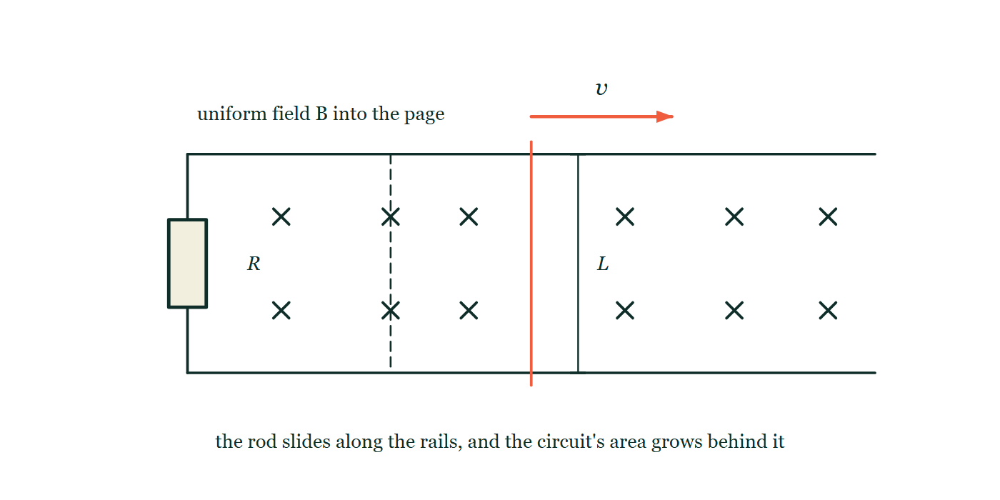 v
uniform field B into the page
R
L
the rod slides along the rails, and the circuit's area grows behind it